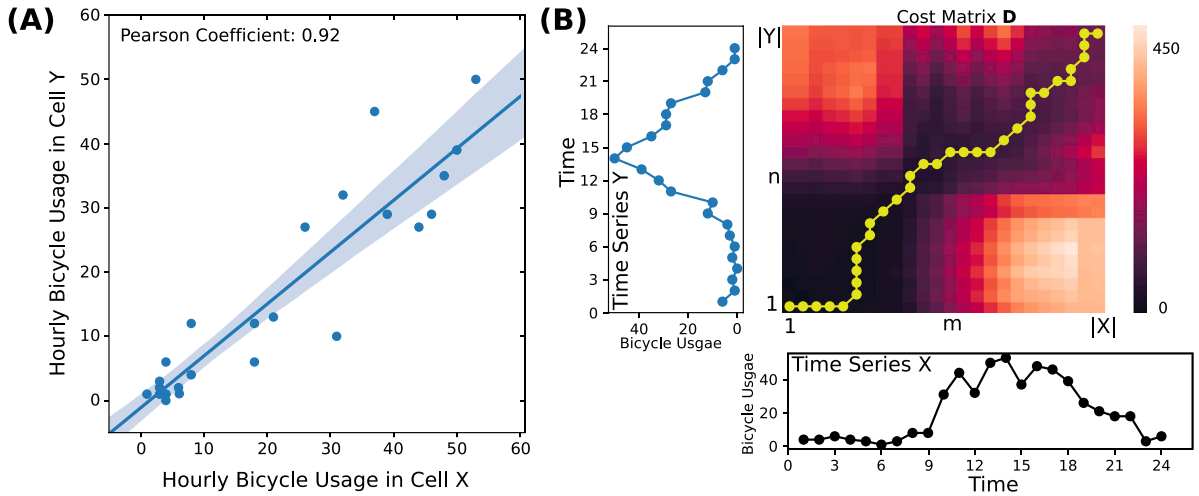 (A)
Pearson Coefficient: 0.92
60
50
40
30
20
10
0
Hourly Bicycle Usage in Cell Y
0 10 20 30 40 50 60
Hourly Bicycle Usage in Cell X
(B)
24
21
18
15
12
9
6
3
0
Time
Time Series Y
40 20 0
Bicycle Usgae
Cost Matrix D
|Y|
n
1
1 m |X|
450
0
Time Series X
Bicycle Usgae
40
20
0
0 3 6 9 12 15 18 21 24
Time